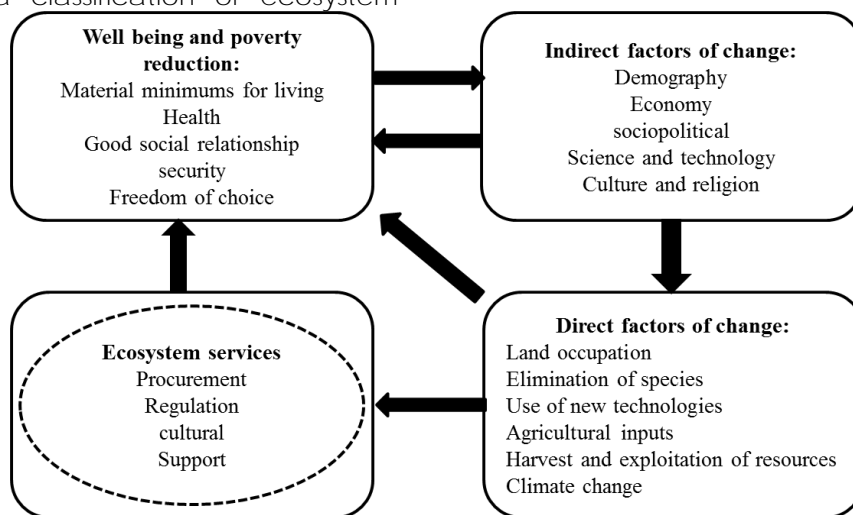 a classification of ecosystem
Well being and poverty
reduction:
Material minimums for living
Health
Good social relationship
security
Freedom of choice
Indirect factors of change:
Demography
Economy
sociopolitical
Science and technology
Culture and religion
Ecosystem services
Procurement
Regulation
cultural
Support
Direct factors of change:
Land occupation
Elimination of species
Use of new technologies
Agricultural inputs
Harvest and exploitation of resources
Climate change